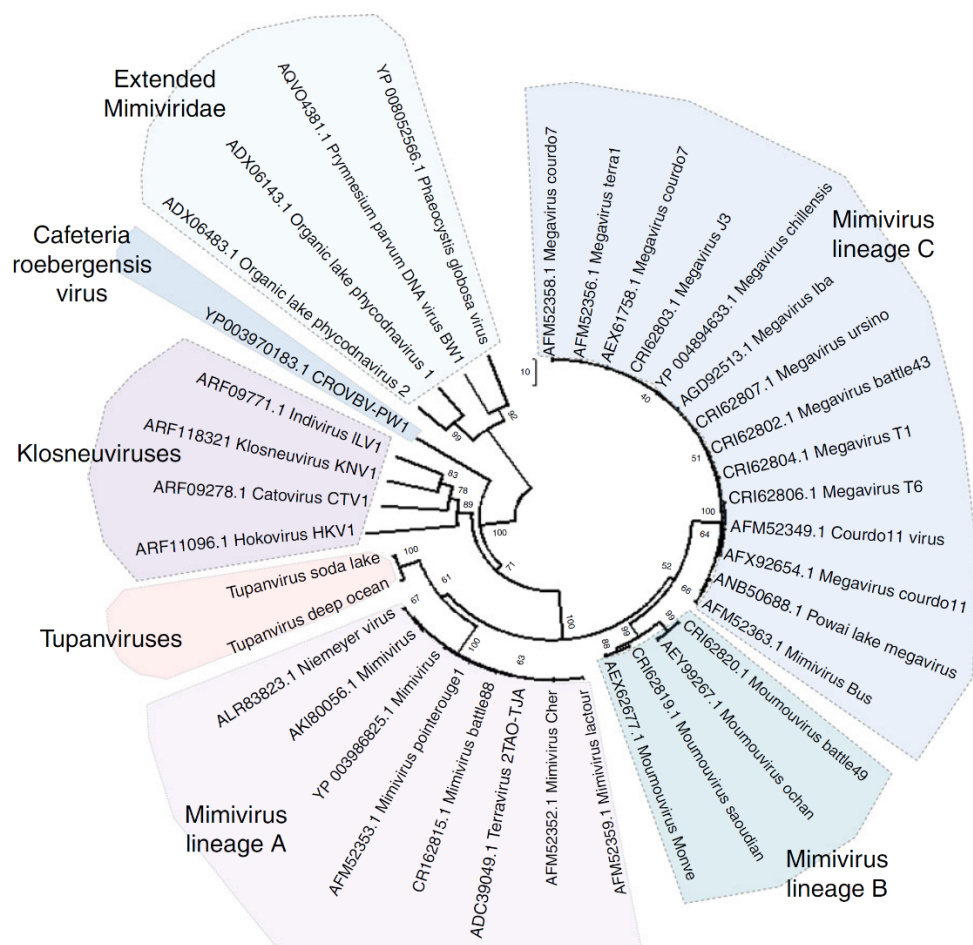 Extended
Mimiviridae
ADX06483.1 Organic lake phycodnavirus 2
ADX06143.1 Organic lake phycodnavirus 1
AQVO4381.1 Prymnesium parvum DNA virus BW1
YP 008052566.1 Phaeocystis globosa virus
Cafeteria
roebergensis
virus
YP003970183.1 CROVBV-PW1
Klosneuviruses
ARF09771.1 Indivirus ILV1
ARF118321 Klosneuvirus KNV1
ARF09278.1 Catovirus CTV1
ARF11096.1 Hokovirus HKV1
Tupanviruses
Tupanvirus soda lake
Tupanvirus deep ocean
Mimivirus
lineage A
ALR83823.1 Niemeyer virus
AKI80056.1 Mimivirus
YP 003986825.1 Mimivirus
AFM52353.1 Mimivirus pointerouge1
CR162815.1 Mimivirus battle88
ADC39049.1 Terravirus 2TAO-TJA
AFM52352.1 Mimivirus Cher
AFM52359.1 Mimivirus lactour
Mimivirus
lineage B
AEX62677.1 Moumouvirus Monve
CRI62819.1 Moumouvirus saoudian
AEY99267.1 Moumouvirus ochan
CRI62820.1 Moumouvirus battle49
Mimivirus
lineage C
AFM52358.1 Megavirus courdo7
AFM52356.1 Megavirus terra1
AEX61758.1 Megavirus courdo7
CRI62803.1 Megavirus J3
YP 004894633.1 Megavirus chillensis
AGD92513.1 Megavirus Iba
CRI62807.1 Megavirus ursino
CRI62802.1 Megavirus battle43
CRI62804.1 Megavirus T1
CRI62806.1 Megavirus T6
AFM52349.1 Courdo11 virus
AFX92654.1 Megavirus courdo11
ANB50688.1 Powai lake megavirus
AFM52363.1 Mimivirus Bus
10
92
99
83
78
89
100
71
100
61
67
100
63
100
52
99
99
88
66
64
100
51
40